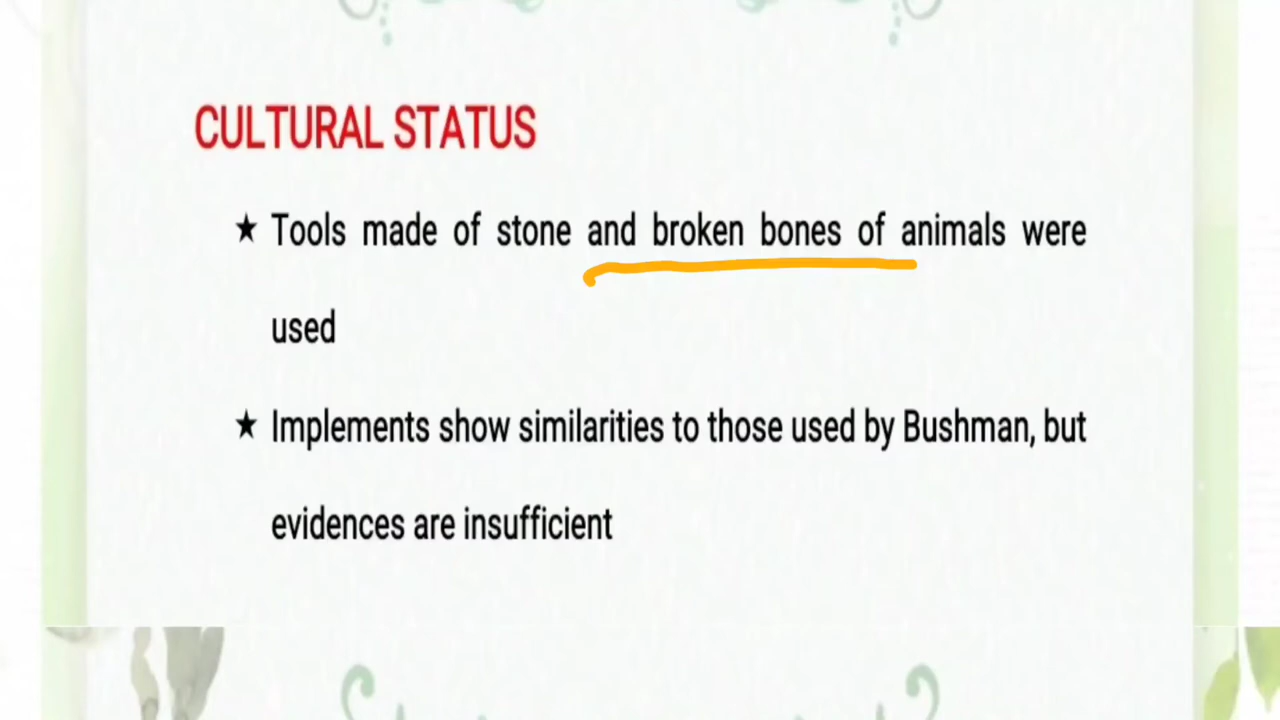 CULTURAL STATUS
★ Tools made of stone and broken bones of animals were
used
★ Implements show similarities to those used by Bushman, but
evidences are insufficient